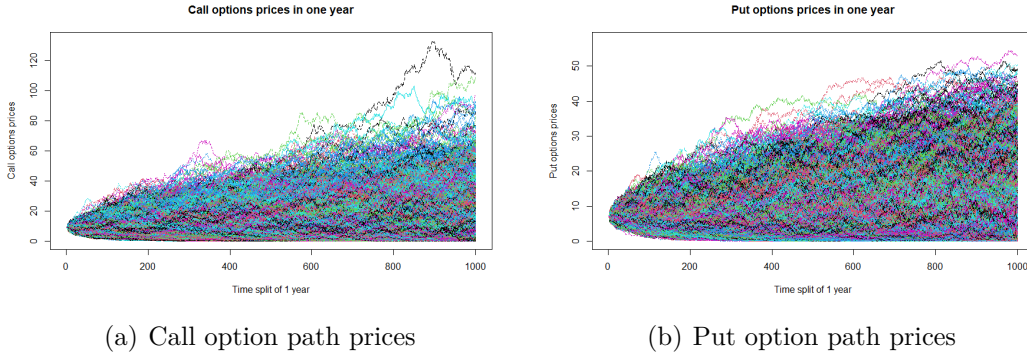 Call options prices in one year
Call options prices
120
100
80
60
40
20
0
0 200 400 600 800 1000
Time split of 1 year
(a) Call option path prices
Put options prices in one year
Put options prices
50
40
30
20
10
0
0 200 400 600 800 1000
Time split of 1 year
(b) Put option path prices